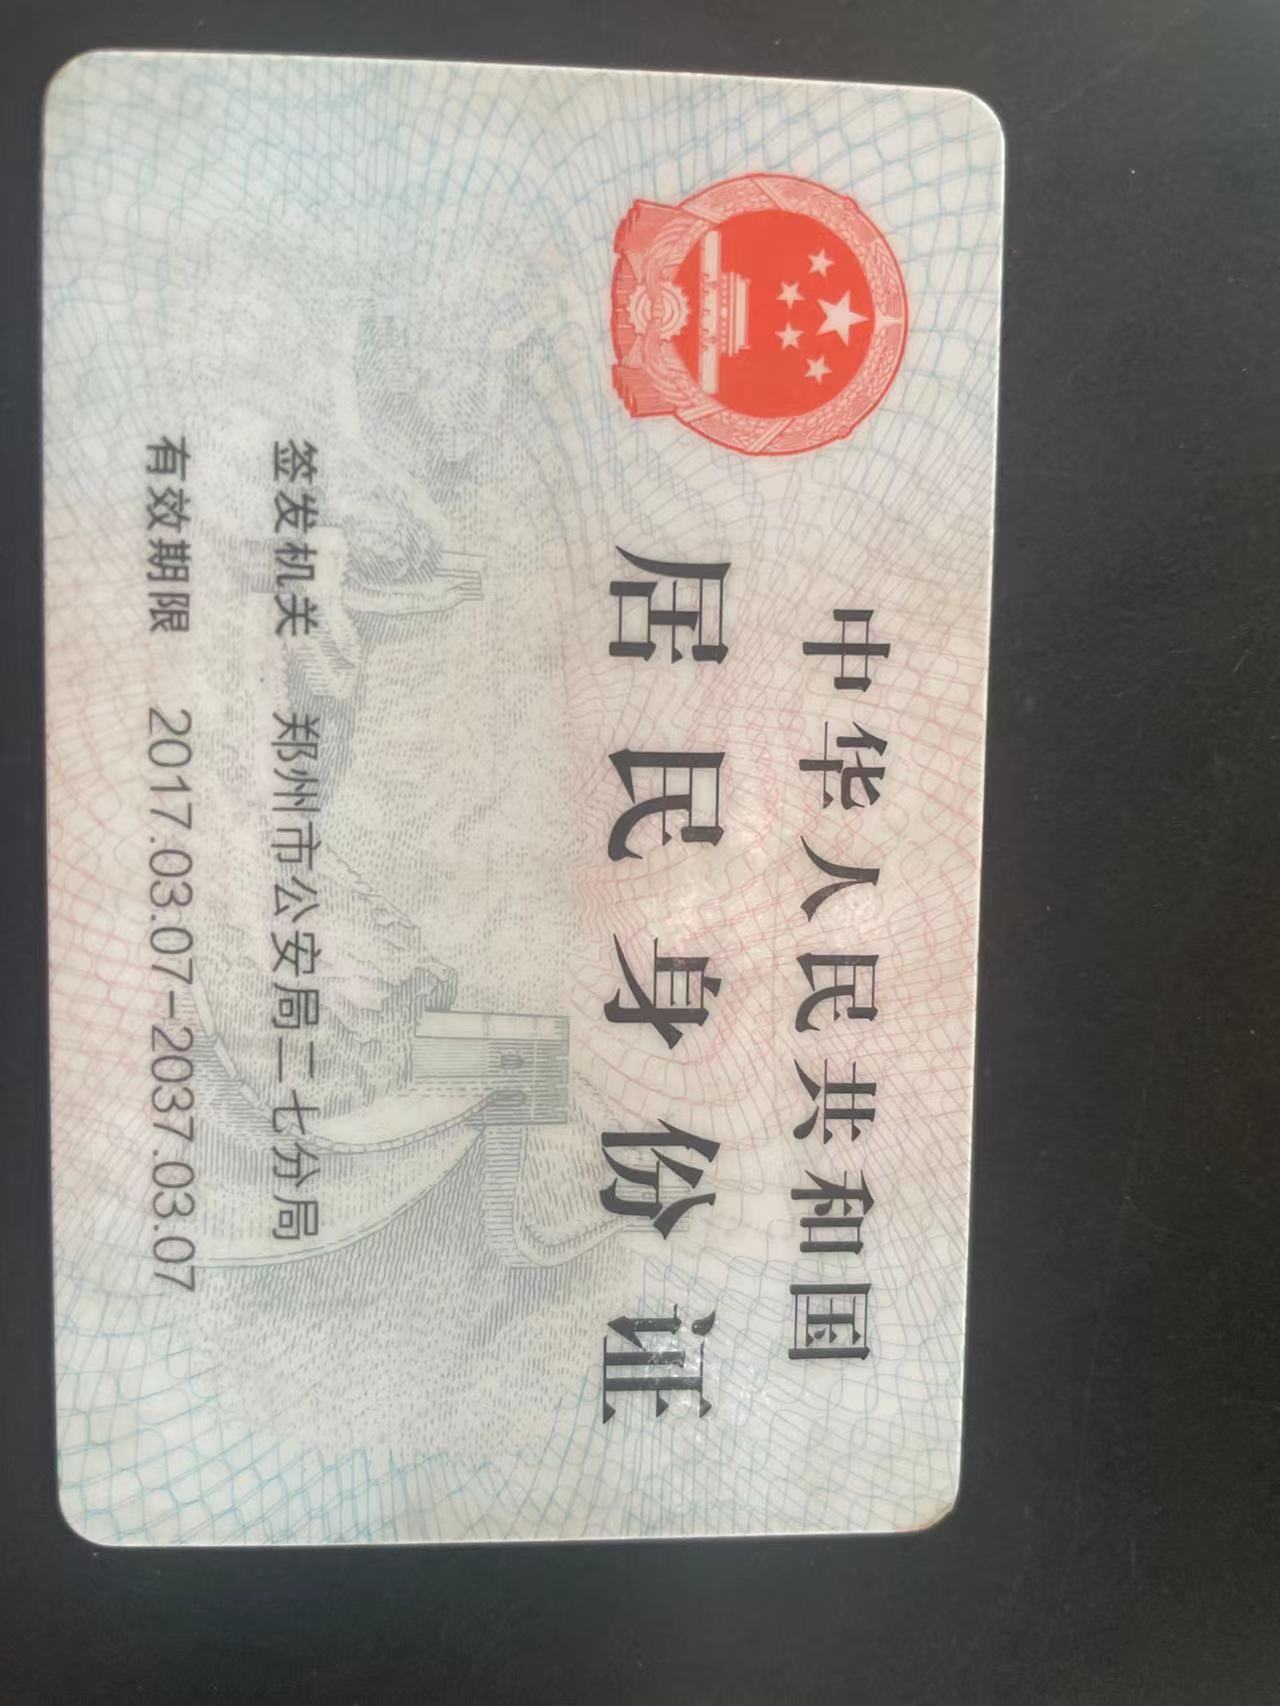 中华人民共和国
居民身份证
签发机关 郑州市公安局二七分局
有效期限 2017.03.07-2037.03.07